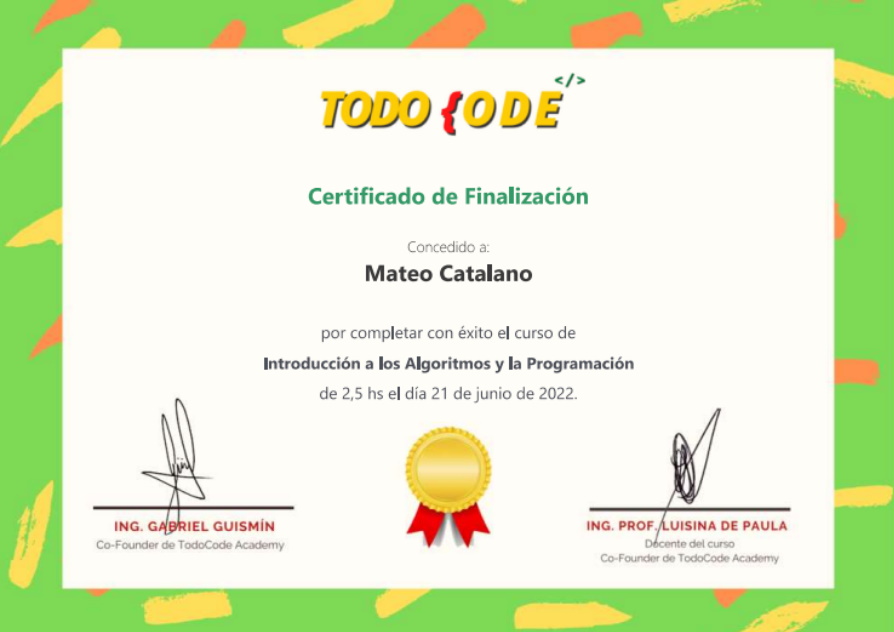 TODO {ODE </>
Certificado de Finalización
Concedido a:
Mateo Catalano
por completar con éxito el curso de
Introducción a los Algoritmos y la Programación
de 2,5 hs el día 21 de junio de 2022.
ING. GABRIEL GUISMÍN
Co-Founder de TodoCode Academy
ING. PROF. LUISINA DE PAULA
Docente del curso
Co-Founder de TodoCode Academy